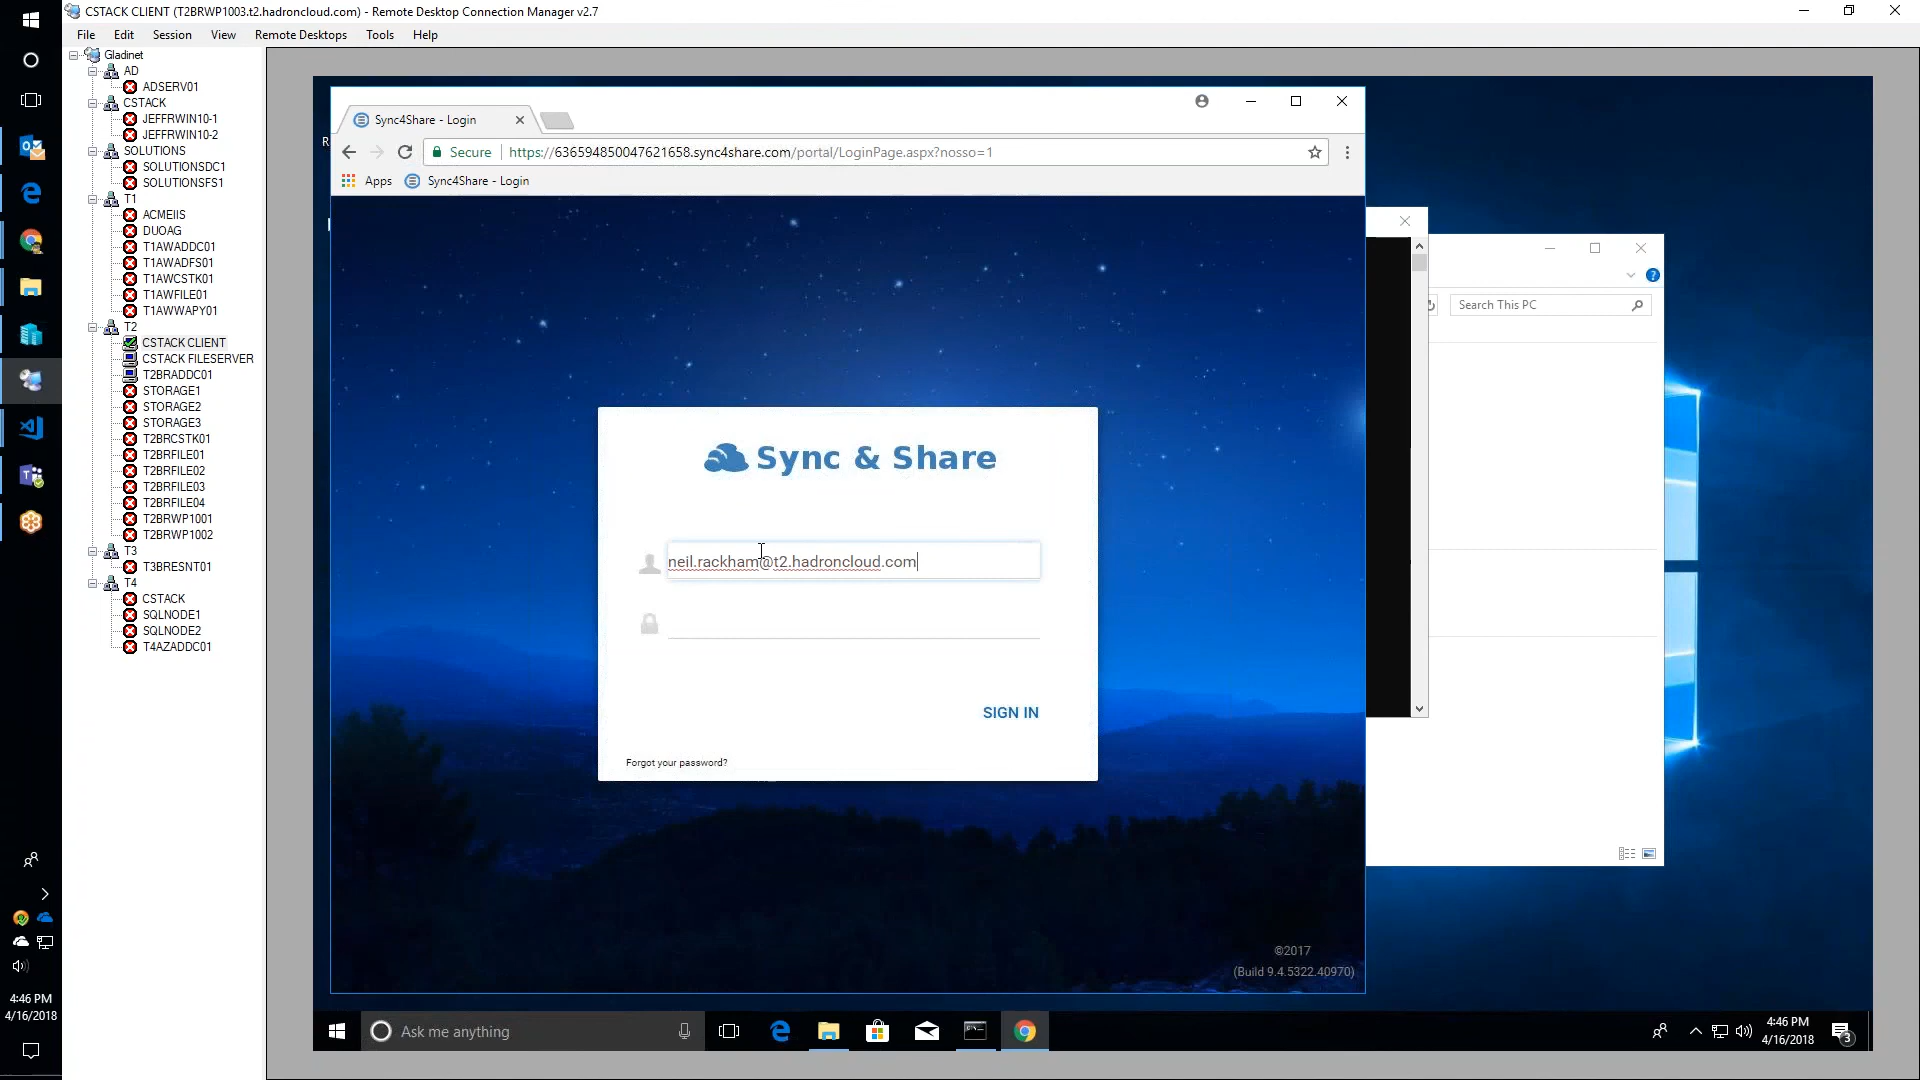 CSTACK CLIENT (T2BRWP1003.t2.hadroncloud.com) - Remote Desktop Connection Manager v2.7
File Edit Session View Remote Desktops Tools Help
Gladinet
AD
ADSERV01
CSTACK
JEFFRWIN10-1
JEFFRWIN10-2
SOLUTIONS
SOLUTIONSDC1
SOLUTIONSFS1
T1
ACMEIIS
DUOAG
T1AWADDC01
T1AWADFS01
T1AWCSTK01
T1AWFILE01
T1AWWAPY01
T2
CSTACK CLIENT
CSTACK FILESERVER
T2BRADDC01
STORAGE1
STORAGE2
STORAGE3
T2BRCSTK01
T2BRFILE01
T2BRFILE02
T2BRFILE03
T2BRFILE04
T2BRWP1001
T2BRWP1002
T3
T3BRESNT01
T4
CSTACK
SQLNODE1
SQLNODE2
T4AZADDC01
Sync4Share - Login
Secure https://636594850047621658.sync4share.com/portal/LoginPage.aspx?nosso=1
Apps Sync4Share - Login
Search This PC
Sync & Share
neil.rackham@t2.hadroncloud.com
SIGN IN
Forgot your password?
©2017
(Build 9.4.5322.40970)
Ask me anything
4:46 PM
4/16/2018
3
4:46 PM
4/16/2018